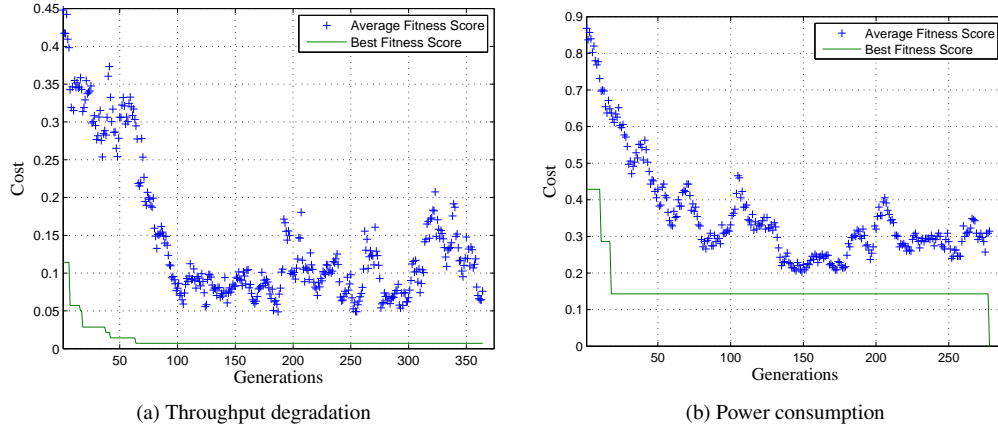 0.45
0.4
0.35
0.3
0.25
0.2
0.15
0.1
0.05
0
50 100 150 200 250 300 350
Cost
Generations
Average Fitness Score
Best Fitness Score
(a) Throughput degradation
0.9
0.8
0.7
0.6
0.5
0.4
0.3
0.2
0.1
0
50 100 150 200 250
Cost
Generations
Average Fitness Score
Best Fitness Score
(b) Power consumption